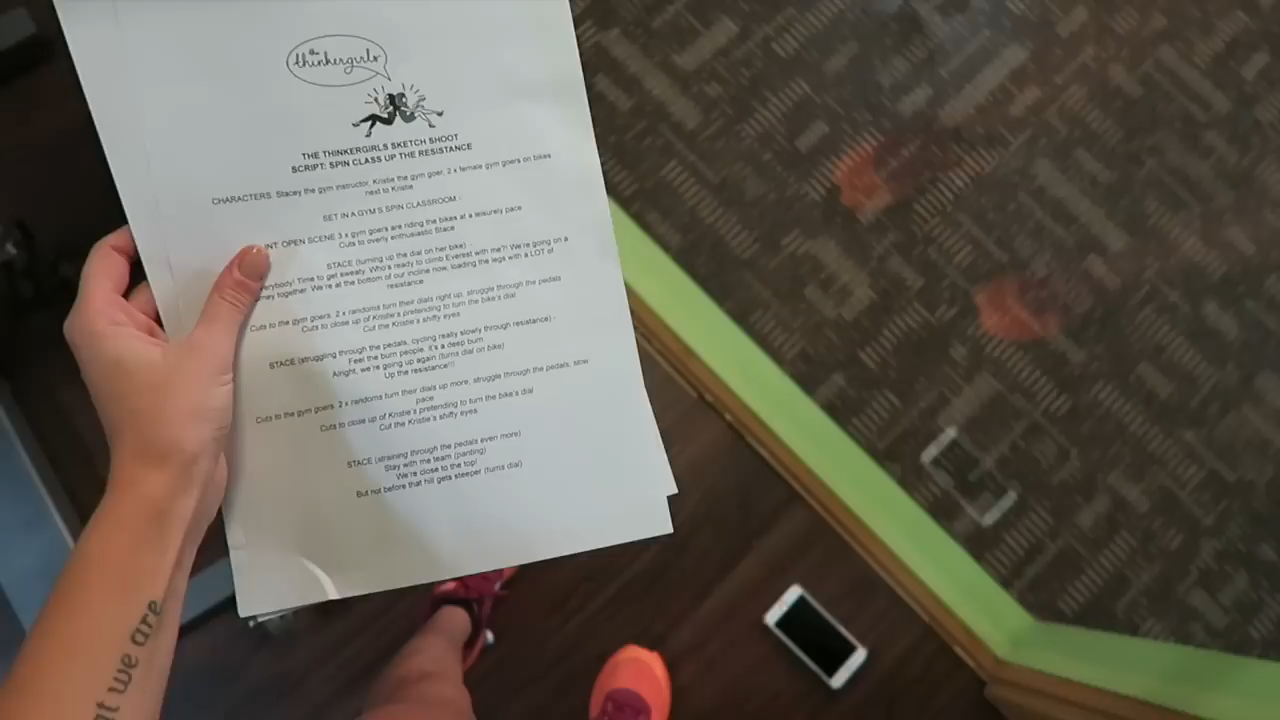 the
thinkergirls
THE THINKERGIRLS SKETCH SHOOT
SCRIPT: SPIN CLASS UP THE RESISTANCE
CHARACTERS: Stacey the gym instructor, Kristie the gym goer, 2 x female gym goers on bikes
next to Kristie
SET IN A GYM'S SPIN CLASSROOM -
INT. OPEN SCENE 3 x gym goers are riding the bikes at a leisurely pace
Cuts to overly enthusiastic Stace
STACE (turning up the dial on her bike) -
erybody! Time to get sweaty. Who's ready to climb Everest with me?! We're going on a
rney together. We're at the bottom of our incline now, loading the legs with a LOT of
resistance
Cuts to the gym goers. 2 x randoms turn their dials right up, struggle through the pedals
Cuts to close up of Kristie's pretending to turn the bike's dial
Cut the Kristie's shifty eyes
STACE (struggling through the pedals, cycling really slowly through resistance) -
Feel the burn people, it's a deep burn
Alright, we're going up again (turns dial on bike)
Up the resistance!!!
Cuts to the gym goers. 2 x randoms turn their dials up more, struggle through the pedals, slow
pace
Cuts to close up of Kristie's pretending to turn the bike's dial
Cut the Kristie's shifty eyes
STACE (straining through the pedals even more)
Stay with me team (panting)
We're close to the top!
But not before that hill gets steeper (turns dial)
at we are